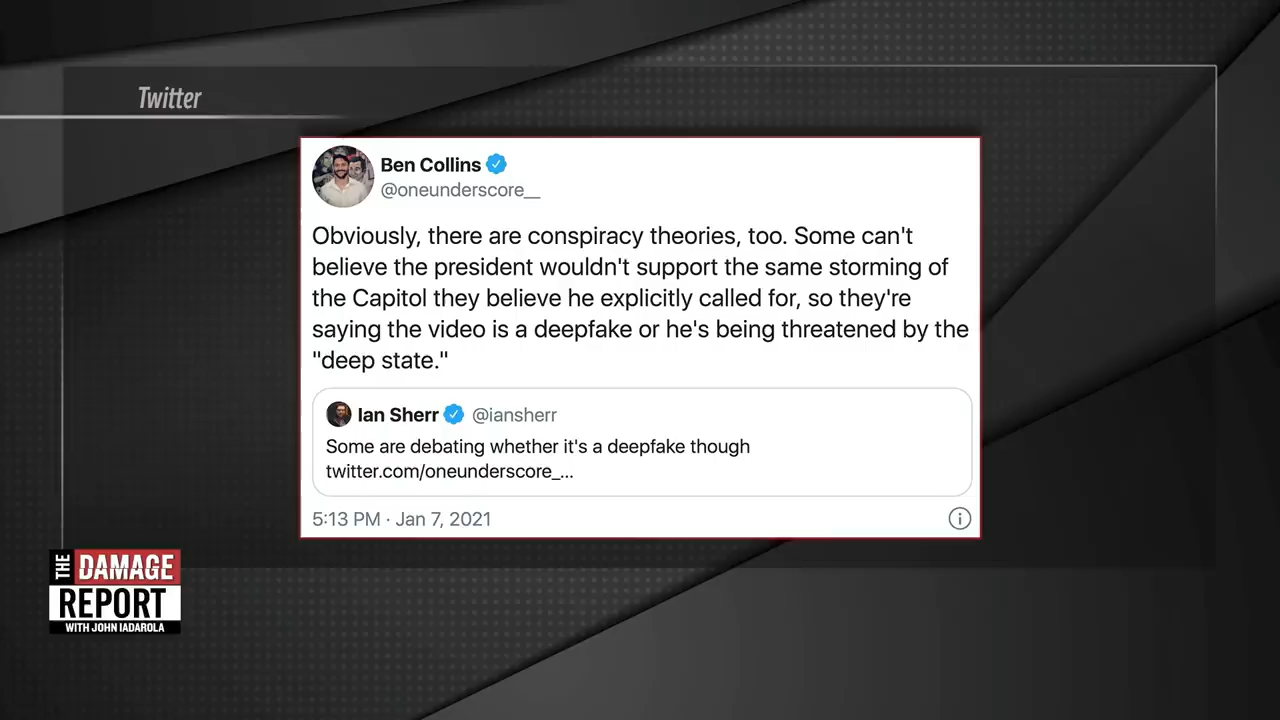 Twitter
Ben Collins
@oneunderscore__
Obviously, there are conspiracy theories, too. Some can't
believe the president wouldn't support the same storming of
the Capitol they believe he explicitly called for, so they're
saying the video is a deepfake or he's being threatened by the
"deep state."
Ian Sherr @iansherr
Some are debating whether it's a deepfake though
twitter.com/oneunderscore_...
5:13 PM · Jan 7, 2021
THE DAMAGE
REPORT
WITH JOHN IADAROLA